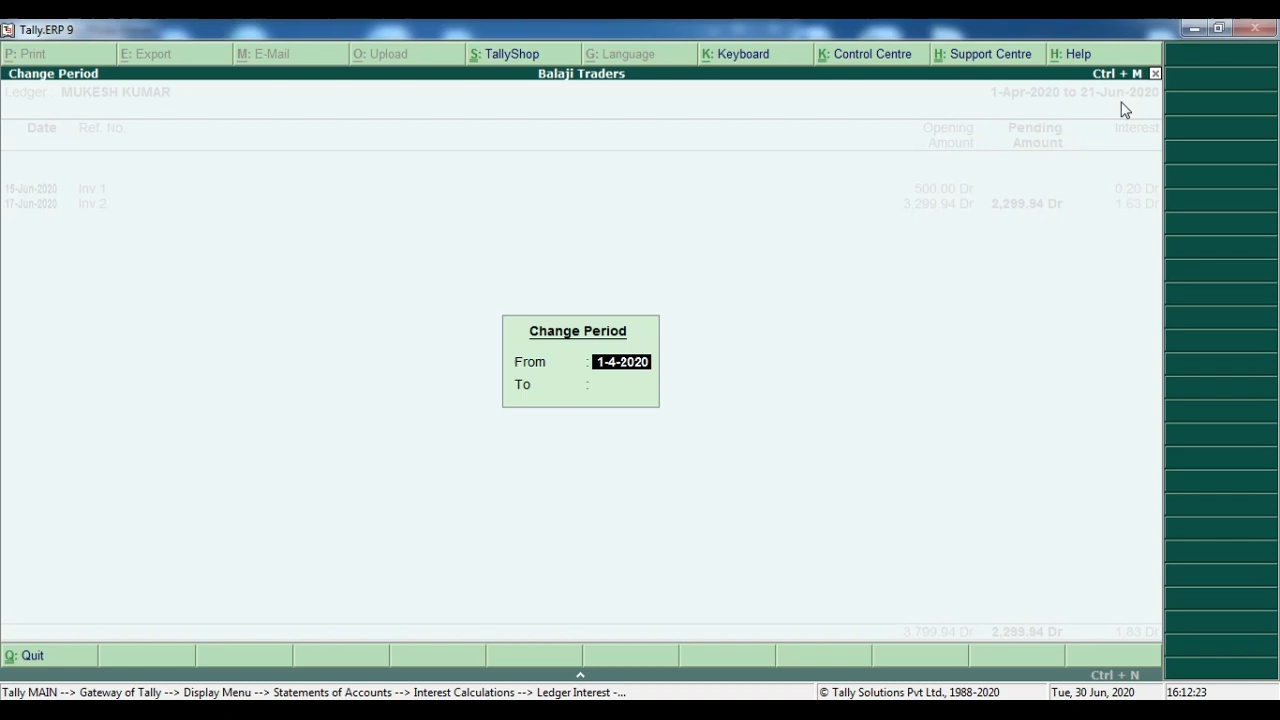 Tally.ERP 9
P: Print E: Export M: E-Mail O: Upload S: TallyShop G: Language K: Keyboard K: Control Centre H: Support Centre H: Help
Change Period Balaji Traders Ctrl + M
Ledger: MUKESH KUMAR 1-Apr-2020 to 21-Jun-2020
Date Ref. No. Opening Pending Interest
Amount Amount
Inv 1 500.00 Dr 0.20 Dr
17-Jun-2020 Inv 2 3,299.94 Dr 2,299.94 Dr 1.63 Dr
Change Period
From : 1-4-2020
To :
3,799.94 Dr 2,299.94 Dr 1.83 Dr
Q: Quit
Ctrl + N
Tally MAIN --> Gateway of Tally --> Display Menu --> Statements of Accounts --> Interest Calculations --> Ledger Interest -... © Tally Solutions Pvt Ltd., 1988-2020 Tue, 30 Jun, 2020 16:12:23